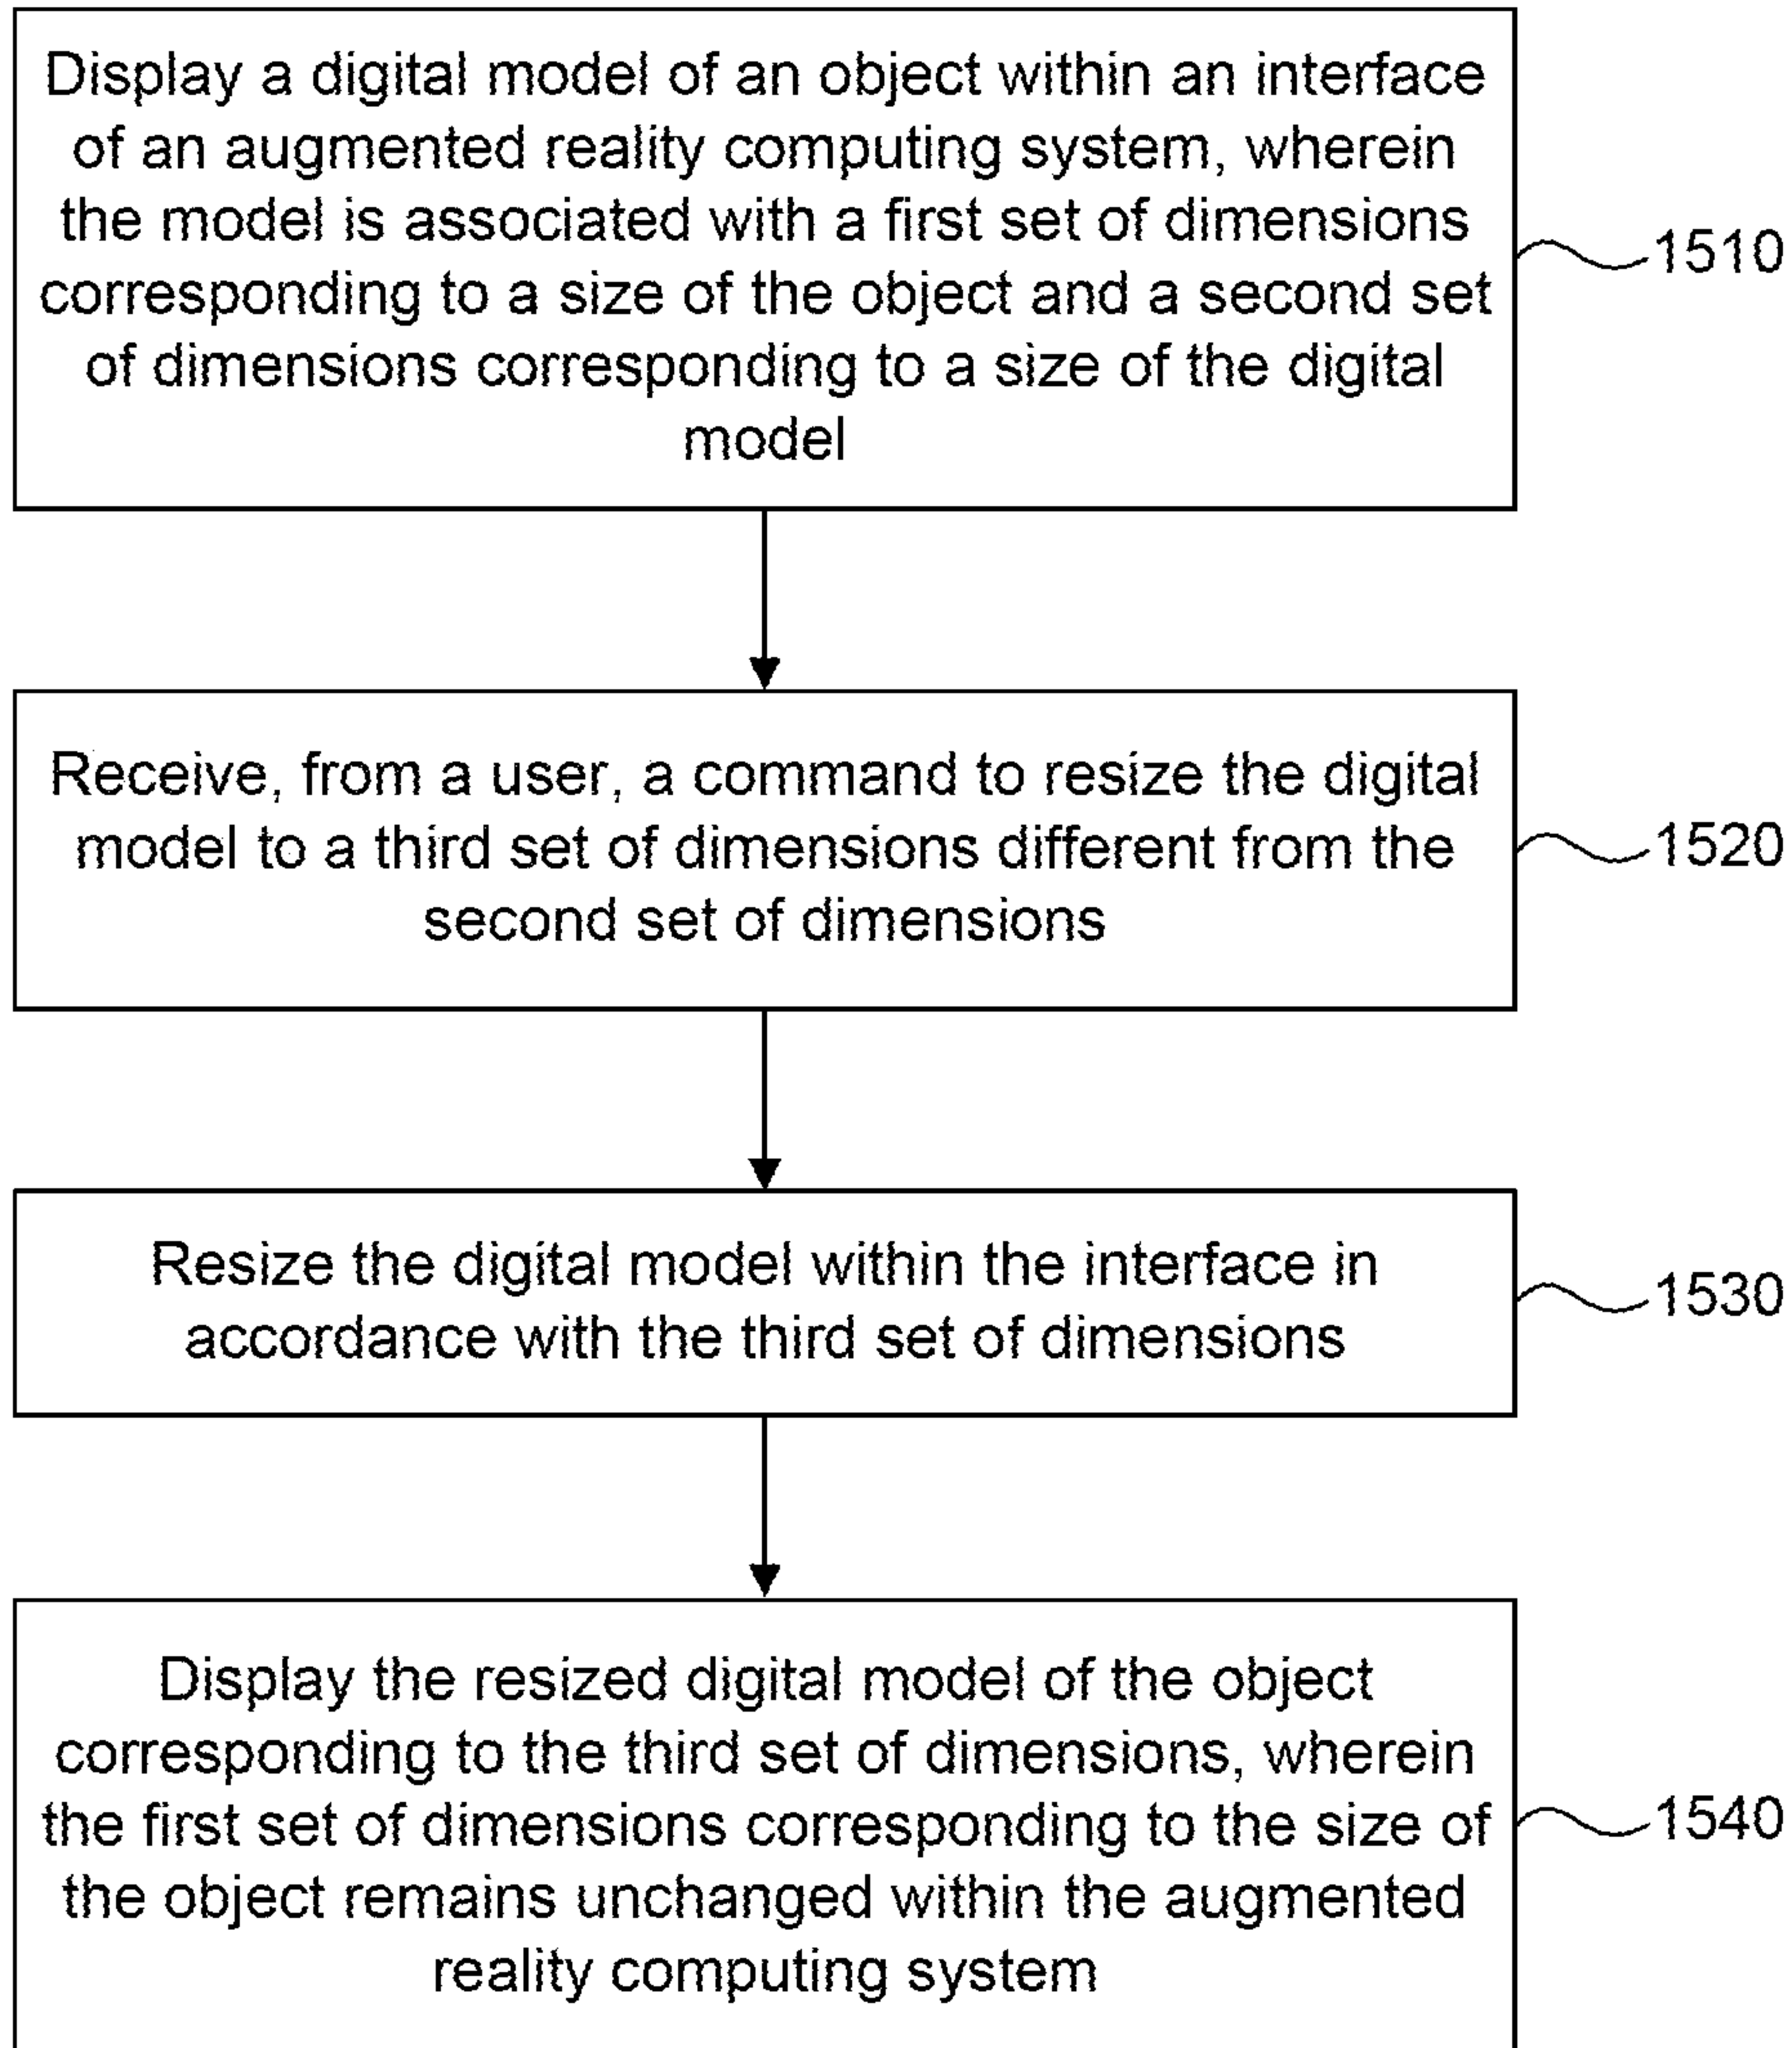 Display a digital model of an object within an interface
of an augmented reality computing system, wherein
the model is associated with a first set of dimensions
corresponding to a size of the object and a second set
of dimensions corresponding to a size of the digital
model
1510
Receive, from a user, a command to resize the digital
model to a third set of dimensions different from the
second set of dimensions
1520
Resize the digital model within the interface in
accordance with the third set of dimensions
1530
Display the resized digital model of the object
corresponding to the third set of dimensions, wherein
the first set of dimensions corresponding to the size of
the object remains unchanged within the augmented
reality computing system
1540